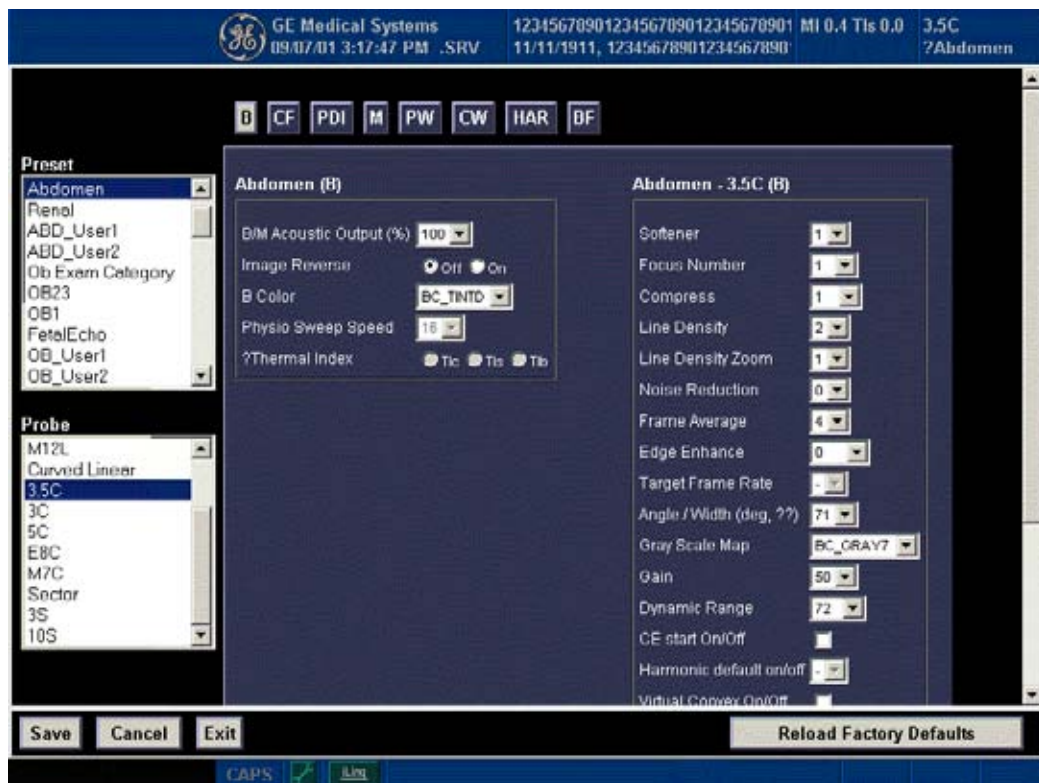 GE Medical Systems
09/07/01 3:17:47 PM .SRV
1234567890123456789012345678901 MI 0.4 TIs 0.0
11/11/1911, 12345678901234567890
3.5C
?Abdomen
B CF PDI M PW CW HAR BF
Preset
Abdomen
Renal
ABD_User1
ABD_User2
Ob Exam Category
OB23
OB1
FetalEcho
OB_User1
OB_User2
Probe
M12L
Curved Linear
3.5C
3C
5C
E8C
M7C
Sector
3S
10S
Abdomen (B)
B/M Acoustic Output (%) 100
Image Reverse Off On
B Color BC_TINTD
Physio Sweep Speed 16
?Thermal Index TIc TIs TIb
Abdomen - 3.5C (B)
Softener 1
Focus Number 1
Compress 1
Line Density 2
Line Density Zoom 1
Noise Reduction 0
Frame Average 4
Edge Enhance 0
Target Frame Rate -
Angle / Width (deg, ??) 71
Gray Scale Map BC_GRAY7
Gain 50
Dynamic Range 72
CE start On/Off
Harmonic default on/off -
Virtual Convex On/Off
Save Cancel Exit Reload Factory Defaults
CAPS iLinq